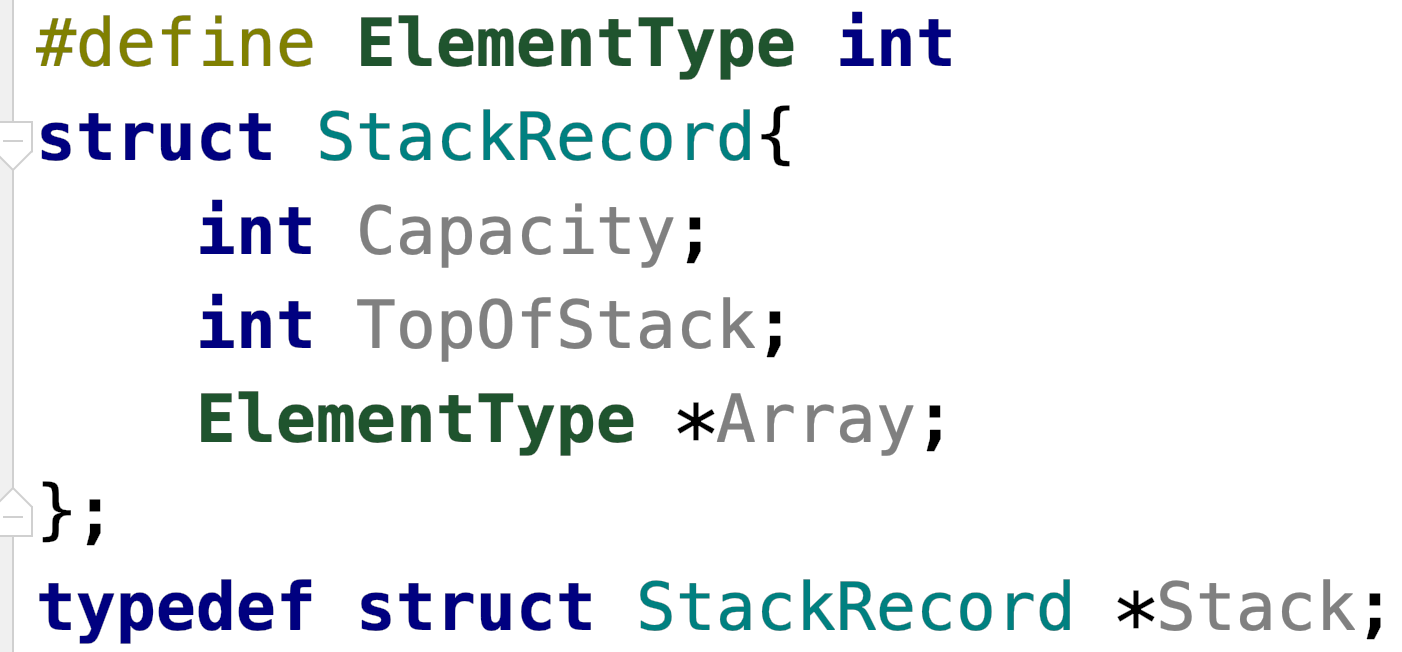 #define ElementType int
struct StackRecord{
    int Capacity;
    int TopOfStack;
    ElementType *Array;
};
typedef struct StackRecord *Stack;